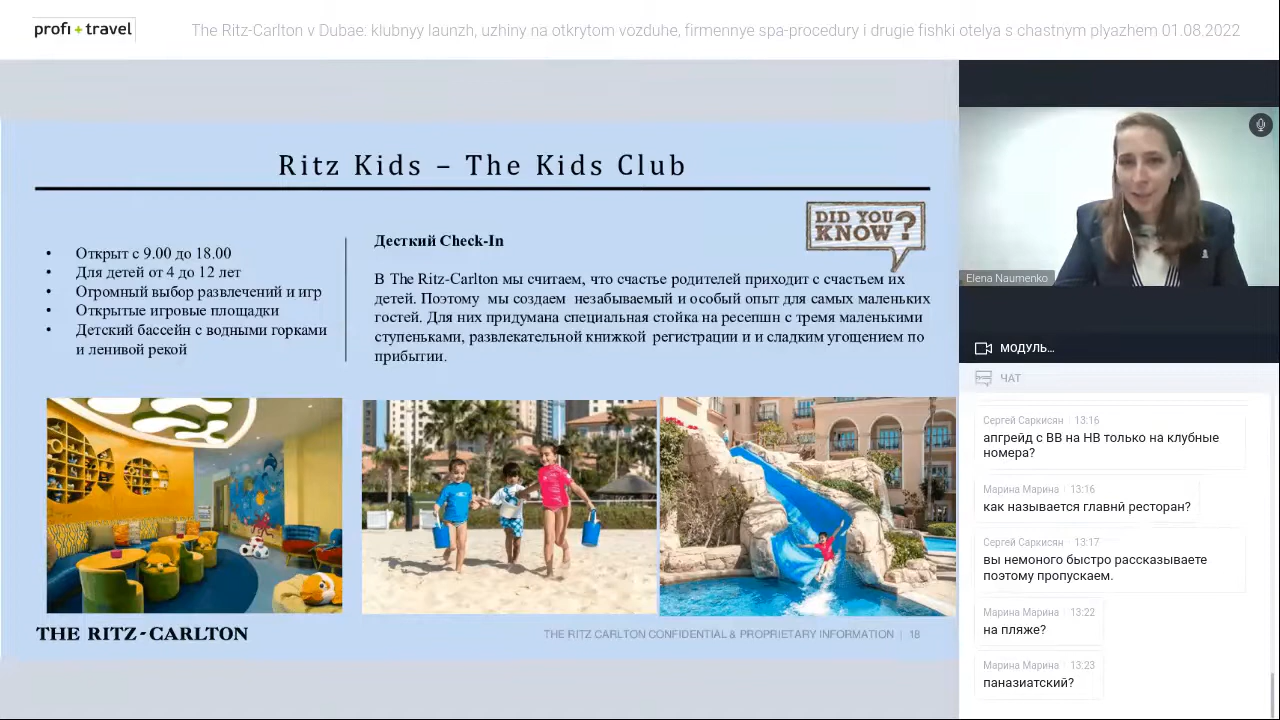 profi + travel
The Ritz-Carlton v Dubae: klubnyy launzh, uzhiny na otkrytom vozduhe, firmennye spa-procedury i drugie fishki otelya s chastnym plyazhem 01.08.2022
Ritz Kids – The Kids Club
DID YOU
KNOW?
• Открыт с 9.00 до 18.00
• Для детей от 4 до 12 лет
• Огромный выбор развлечений и игр
• Открытые игровые площадки
• Детский бассейн с водными горками
и ленивой рекой
Десткий Check-In
В The Ritz-Carlton мы считаем, что счастье родителей приходит с счастьем их
детей. Поэтому мы создаем незабываемый и особый опыт для самых маленьких
гостей. Для них придумана специальная стойка на ресепшн с тремя маленькими
ступеньками, развлекательной книжкой регистрации и и сладким угощением по
прибытии.
THE RITZ-CARLTON
THE RITZ CARLTON CONFIDENTIAL & PROPRIETARY INFORMATION | 18
Elena Naumenko
МОДУЛЬ...
ЧАТ
Сергей Саркисян 13:16
апгрейд с ВВ на НВ только на клубные
номера?
Марина Марина 13:16
как называется главнй ресторан?
Сергей Саркисян 13:17
вы немоного быстро рассказываете
поэтому пропускаем.
Марина Марина 13:22
на пляже?
Марина Марина 13:23
паназиатский?